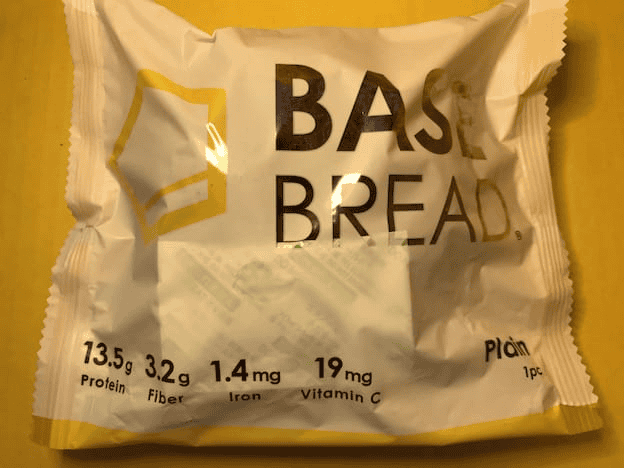 BASE
BREAD.
13.5g Protein
3.2g Fiber
1.4mg Iron
19mg Vitamin C
Plain
1pc